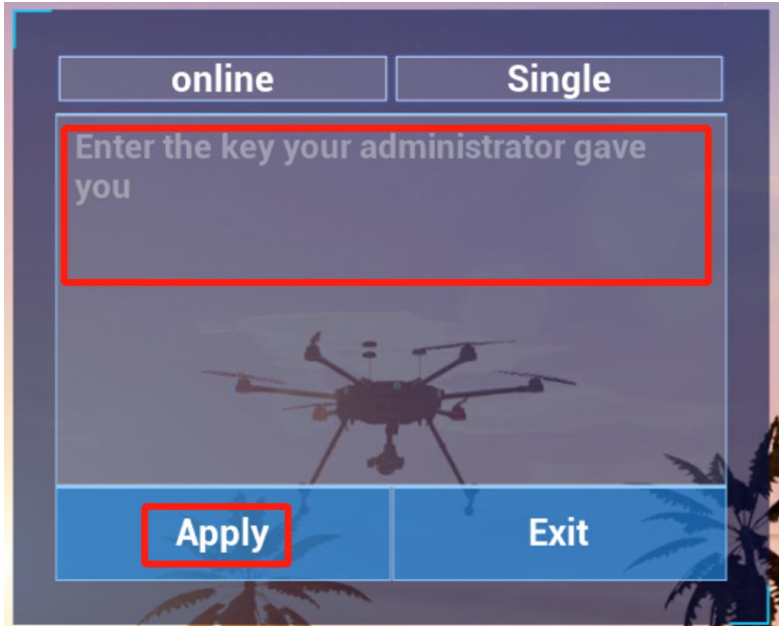 online
Single
Enter the key your administrator gave
you
Apply
Exit